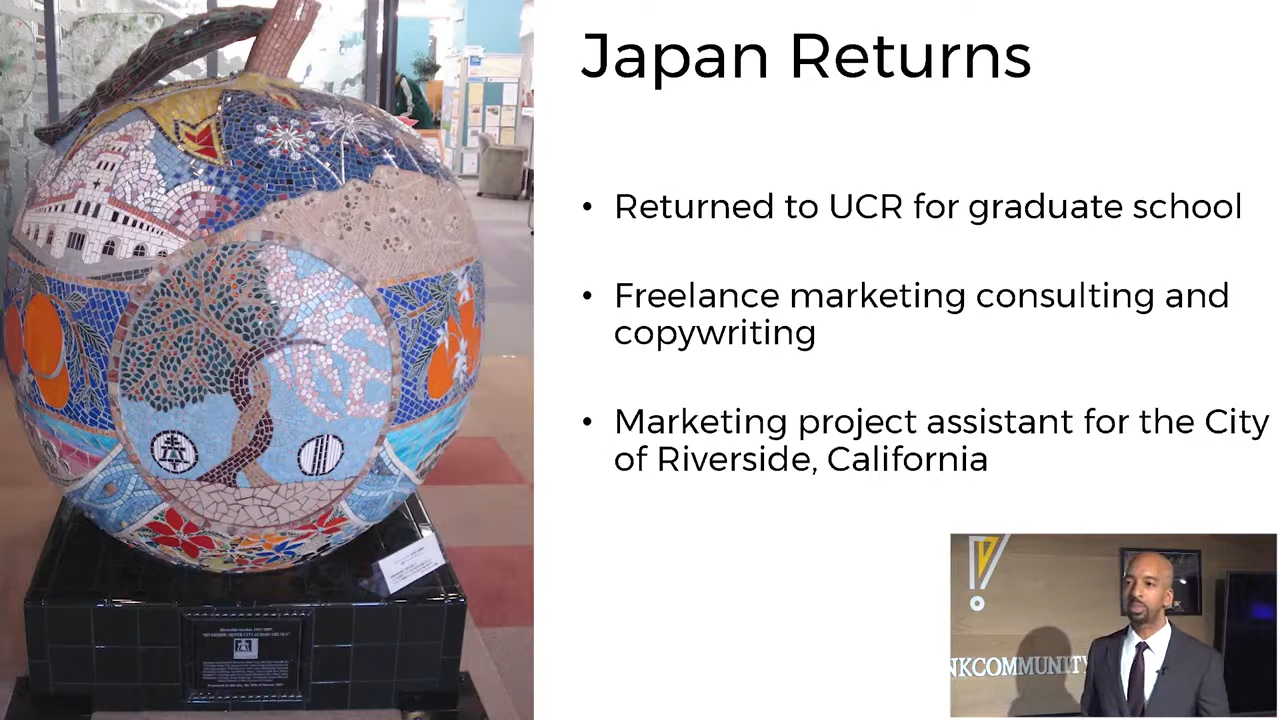 Japan Returns
• Returned to UCR for graduate school
• Freelance marketing consulting and
copywriting
• Marketing project assistant for the City
of Riverside, California
NKCOMMUNITY